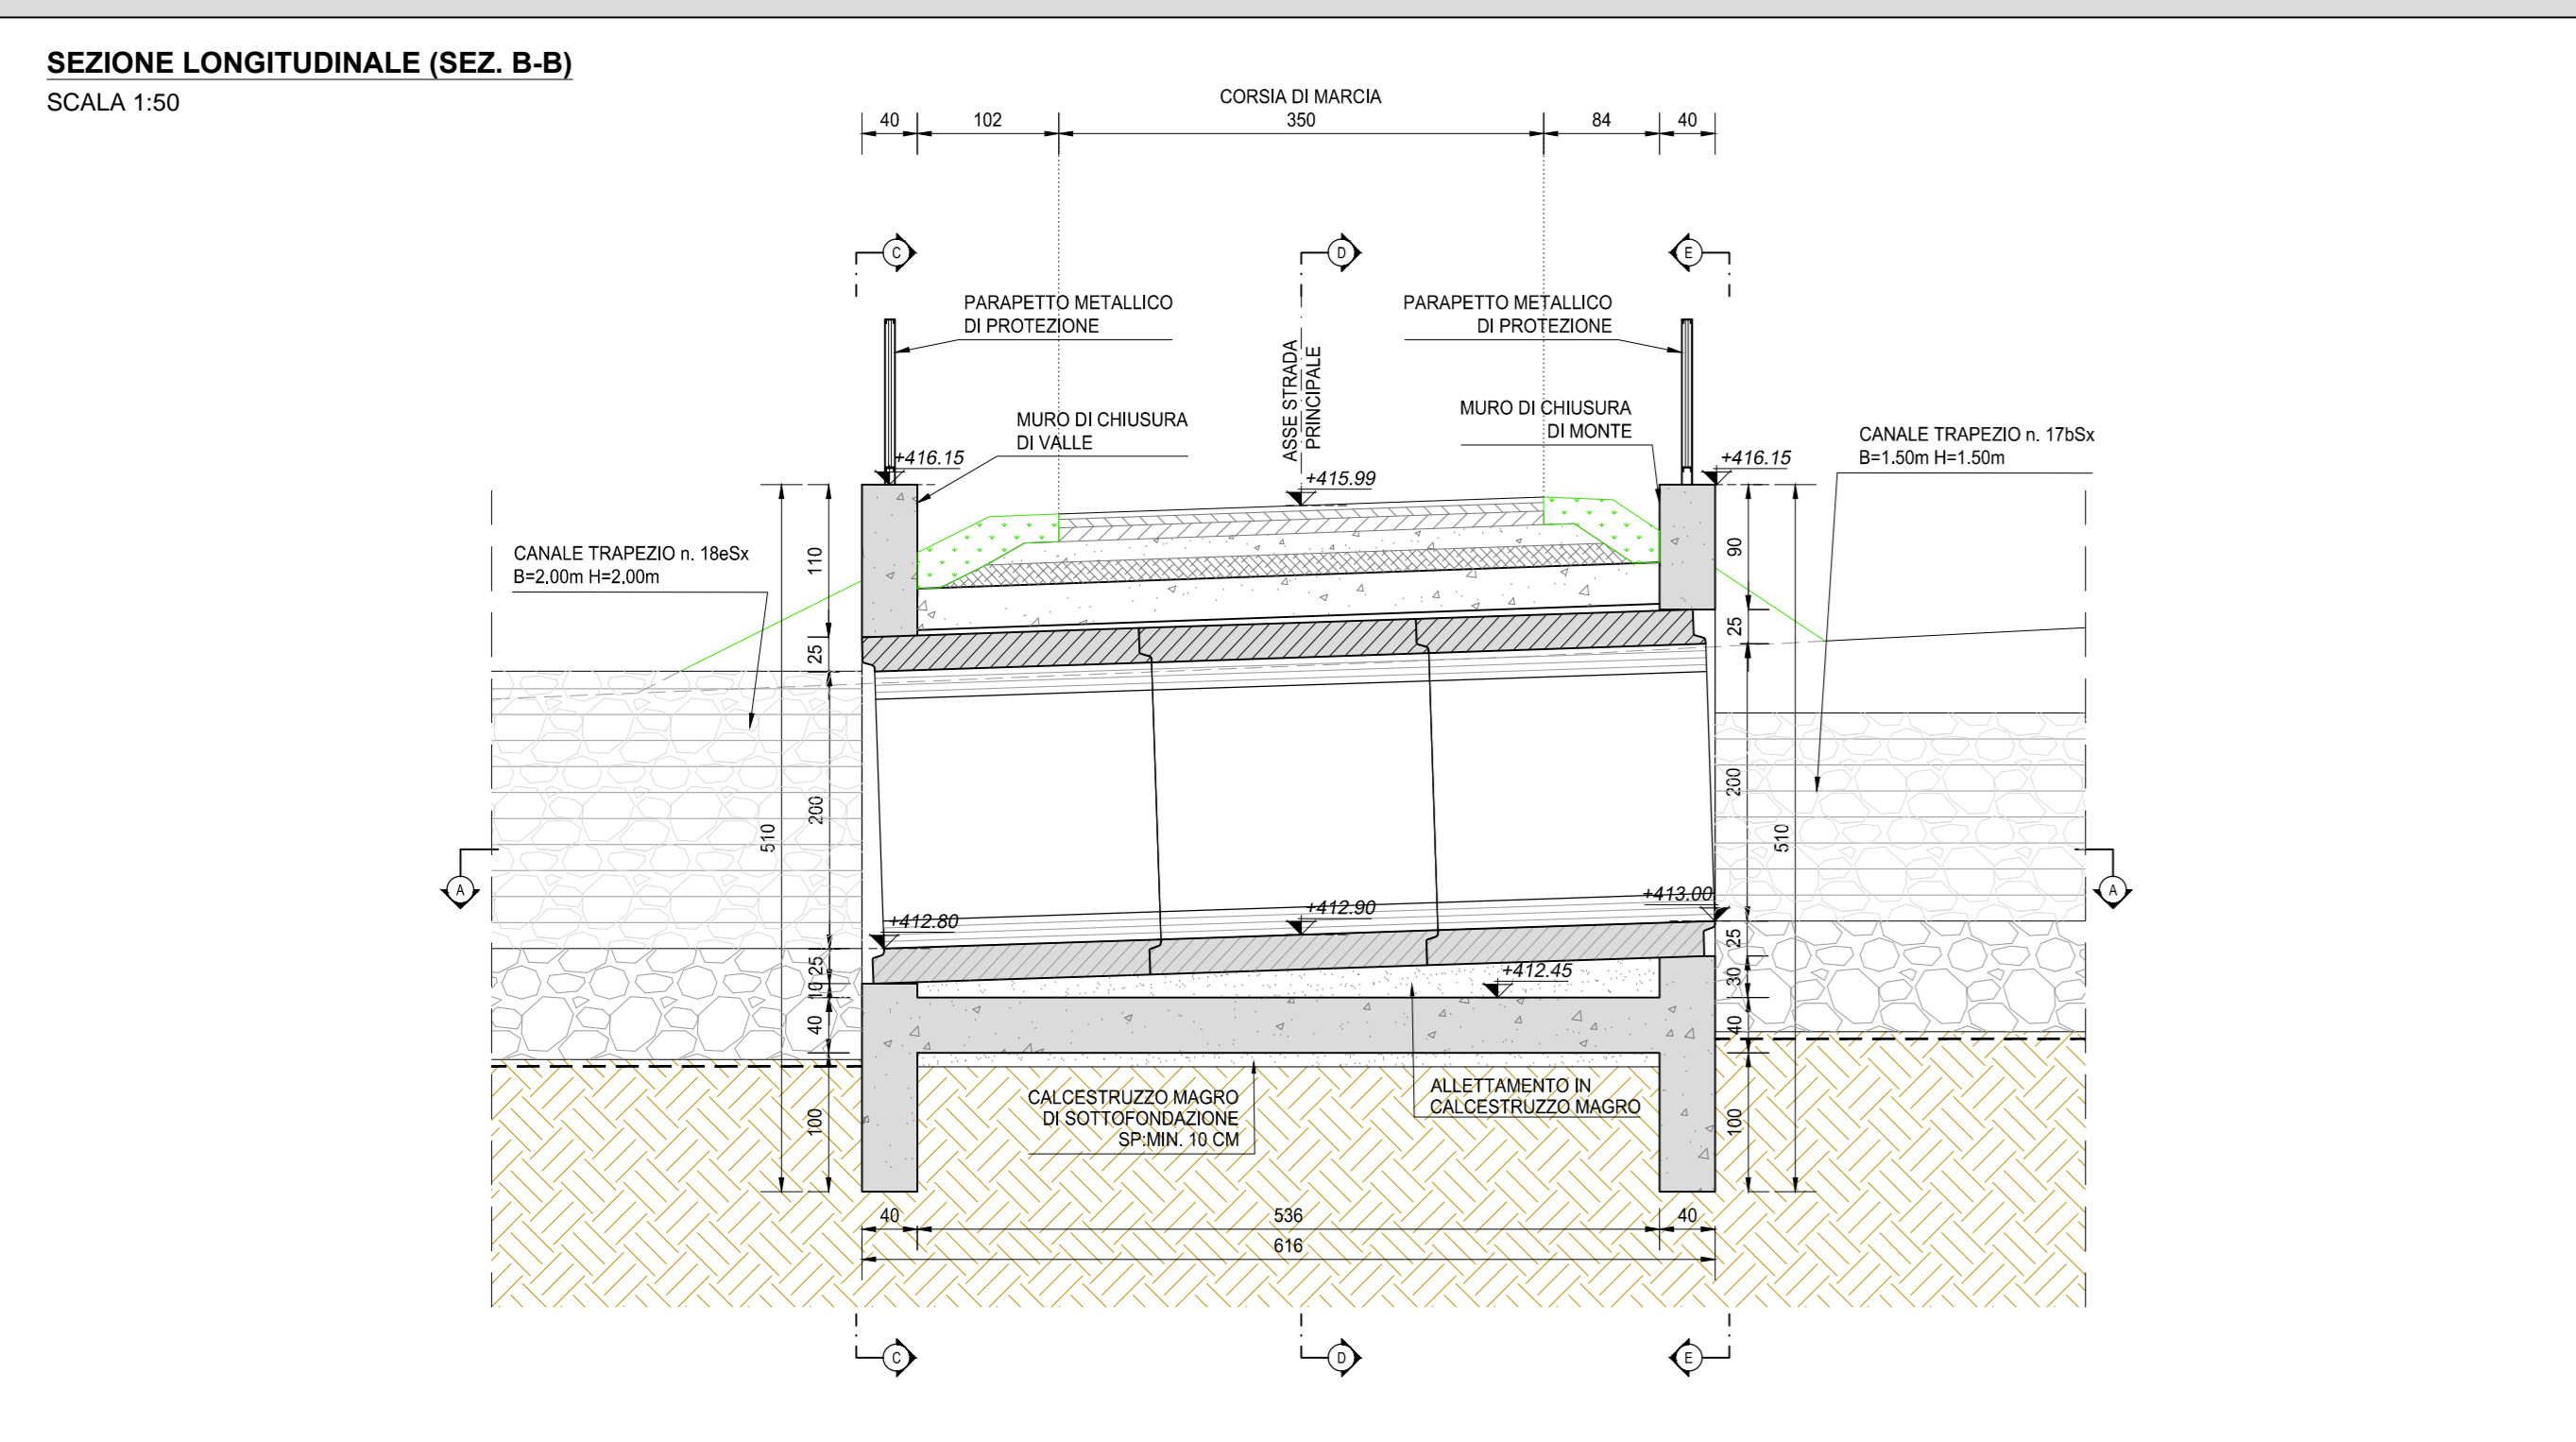 SEZIONE LONGITUDINALE (SEZ. B-B)
SCALA 1:50
CORSIA DI MARCIA
40 102 350 84 40
C D E
PARAPETTO METALLICO
DI PROTEZIONE
PARAPETTO METALLICO
DI PROTEZIONE
ASSE STRADA
PRINCIPALE
MURO DI CHIUSURA
DI VALLE
MURO DI CHIUSURA
DI MONTE
CANALE TRAPEZIO n. 17bSx
B=1.50m H=1.50m
+416.15
+415.99
+416.15
CANALE TRAPEZIO n. 18eSx
B=2.00m H=2.00m
110
25
200
25
10
40
100
510
90
25
200
25
30
40
100
510
A
A
+412.80
+412.90
+413.00
+412.45
CALCESTRUZZO MAGRO
DI SOTTOFONDAZIONE
SP:MIN. 10 CM
ALLETTAMENTO IN
CALCESTRUZZO MAGRO
40 536 40
616
C D E